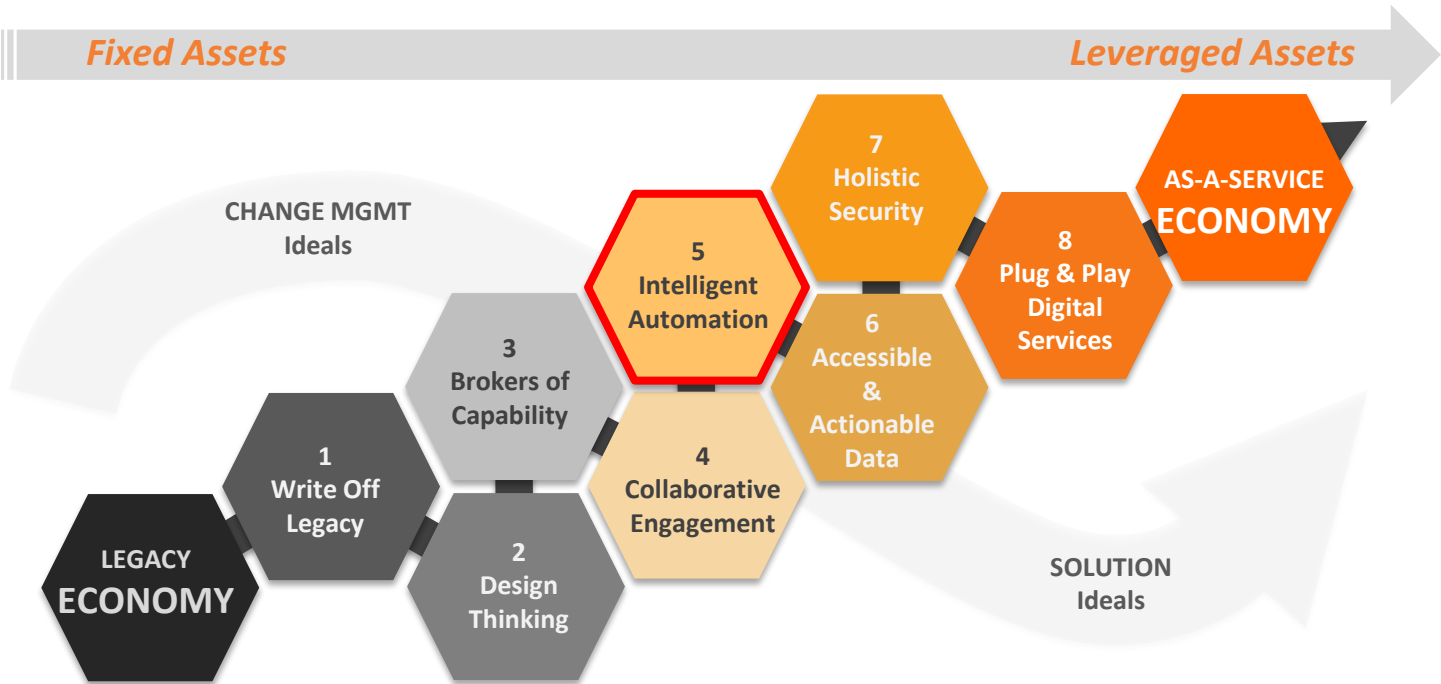 Fixed Assets
Leveraged Assets
CHANGE MGMT
Ideals
LEGACY
ECONOMY
1
Write Off
Legacy
2
Design
Thinking
3
Brokers of
Capability
4
Collaborative
Engagement
5
Intelligent
Automation
6
Accessible
&
Actionable
Data
7
Holistic
Security
8
Plug & Play
Digital
Services
AS-A-SERVICE
ECONOMY
SOLUTION
Ideals